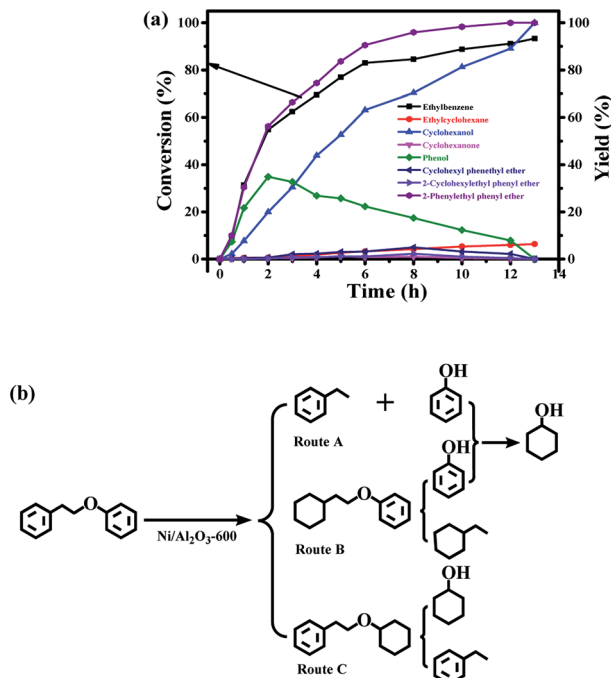 (a)
Conversion (%)
100
80
60
40
20
0
Ethylbenzene
Ethylcyclohexane
Cyclohexanol
Cyclohexanone
Phenol
Cyclohexyl phenethyl ether
2-Cyclohexylethyl phenyl ether
2-Phenylethyl phenyl ether
100
80
60
40
20
0
Yield (%)
0 2 4 6 8 10 12 14
Time (h)
(b)
O
Ni/Al₂O₃-600
+
OH
Route A
OH
O
OH
Route B
OH
O
Route C